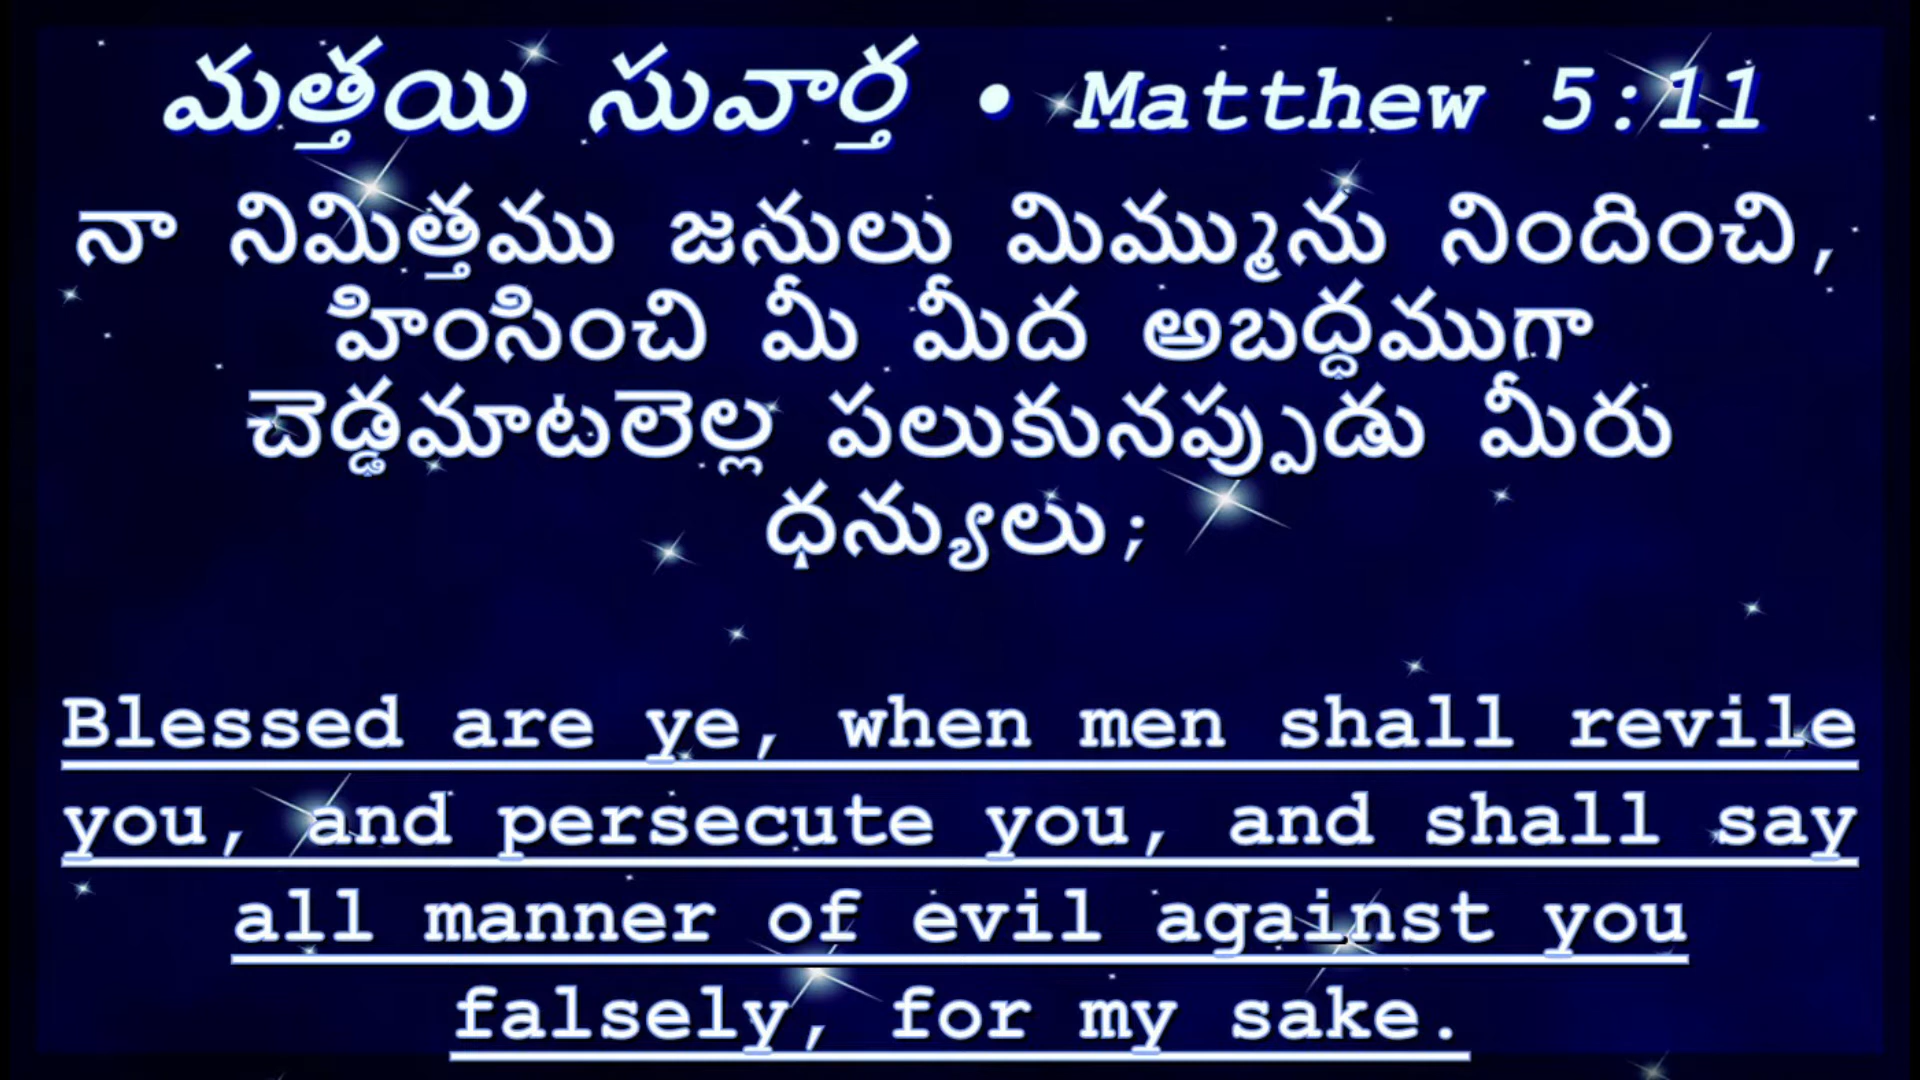 మత్తయి సువార్త • Matthew 5:11
నా నిమిత్తము జనులు మిమ్మును నిందించి,
హింసించి మీ మీద అబద్ధముగా
చెడ్డమాటలెల్ల పలుకునప్పుడు మీరు
ధన్యులు;
Blessed are ye, when men shall revile
you, and persecute you, and shall say
all manner of evil against you
falsely, for my sake.